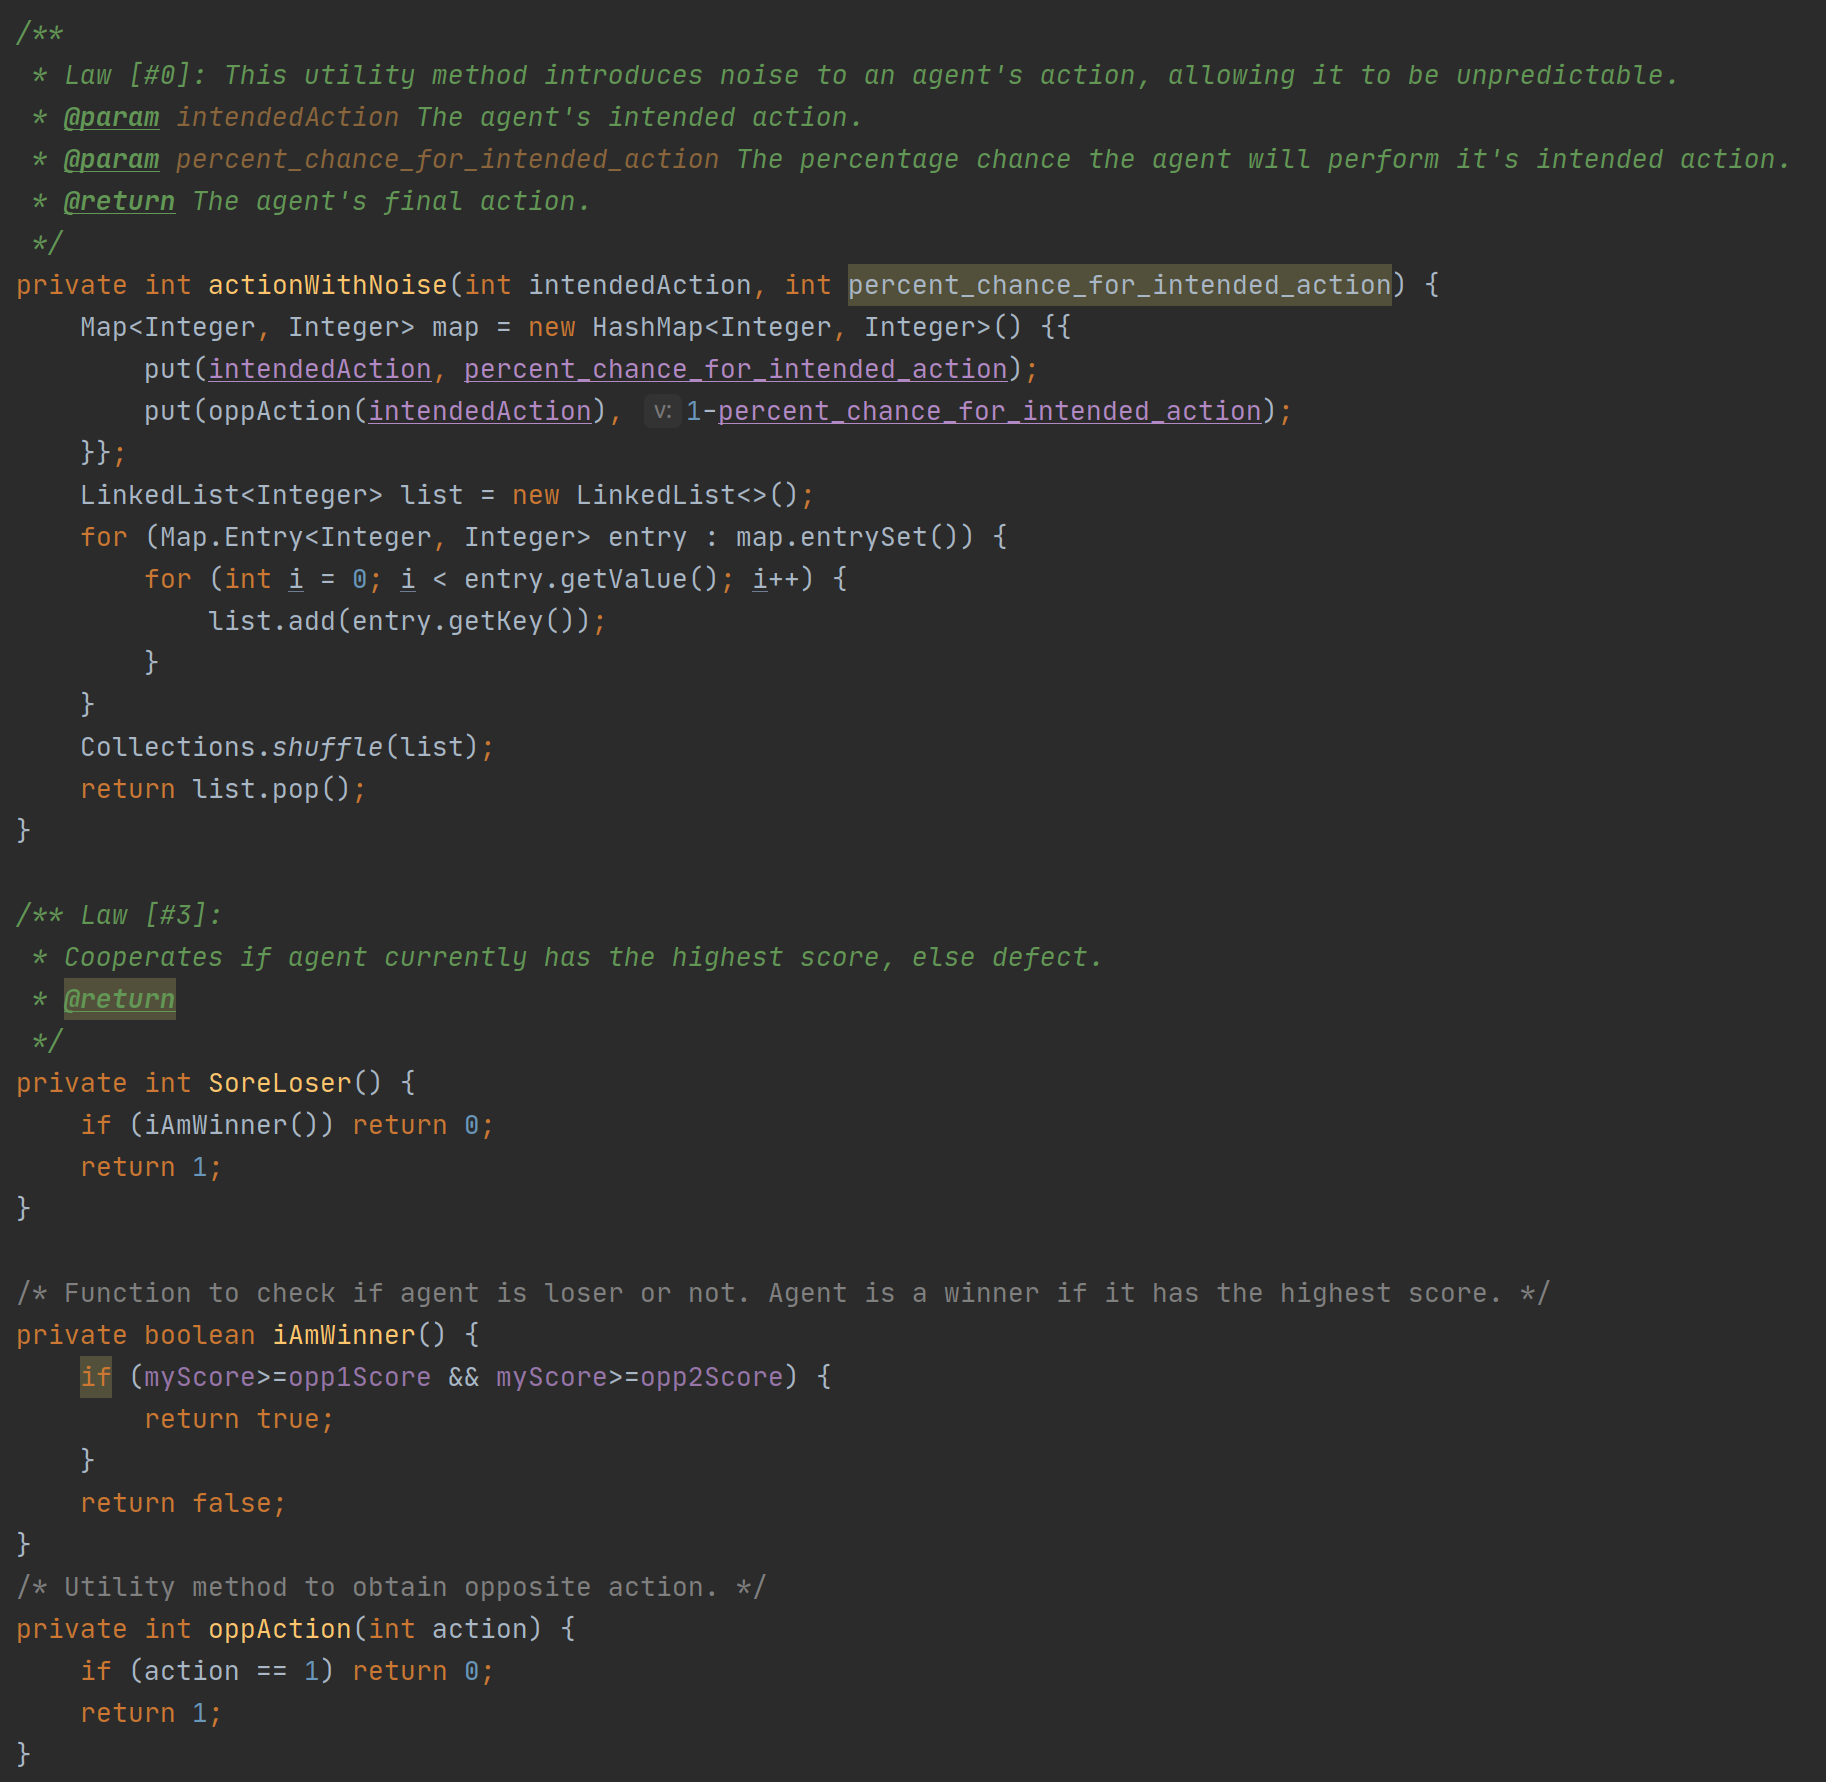 /**
 * Law [#0]: This utility method introduces noise to an agent's action, allowing it to be unpredictable.
 * @param intendedAction The agent's intended action.
 * @param percent_chance_for_intended_action The percentage chance the agent will perform it's intended action.
 * @return The agent's final action.
 */
private int actionWithNoise(int intendedAction, int percent_chance_for_intended_action) {
    Map<Integer, Integer> map = new HashMap<Integer, Integer>() {{
        put(intendedAction, percent_chance_for_intended_action);
        put(oppAction(intendedAction), v: 1-percent_chance_for_intended_action);
    }};
    LinkedList<Integer> list = new LinkedList<>();
    for (Map.Entry<Integer, Integer> entry : map.entrySet()) {
        for (int i = 0; i < entry.getValue(); i++) {
            list.add(entry.getKey());
        }
    }
    Collections.shuffle(list);
    return list.pop();
}

/** Law [#3]:
 * Cooperates if agent currently has the highest score, else defect.
 * @return
 */
private int SoreLoser() {
    if (iAmWinner()) return 0;
    return 1;
}

/* Function to check if agent is loser or not. Agent is a winner if it has the highest score. */
private boolean iAmWinner() {
    if (myScore>=opp1Score && myScore>=opp2Score) {
        return true;
    }
    return false;
}
/* Utility method to obtain opposite action. */
private int oppAction(int action) {
    if (action == 1) return 0;
    return 1;
}